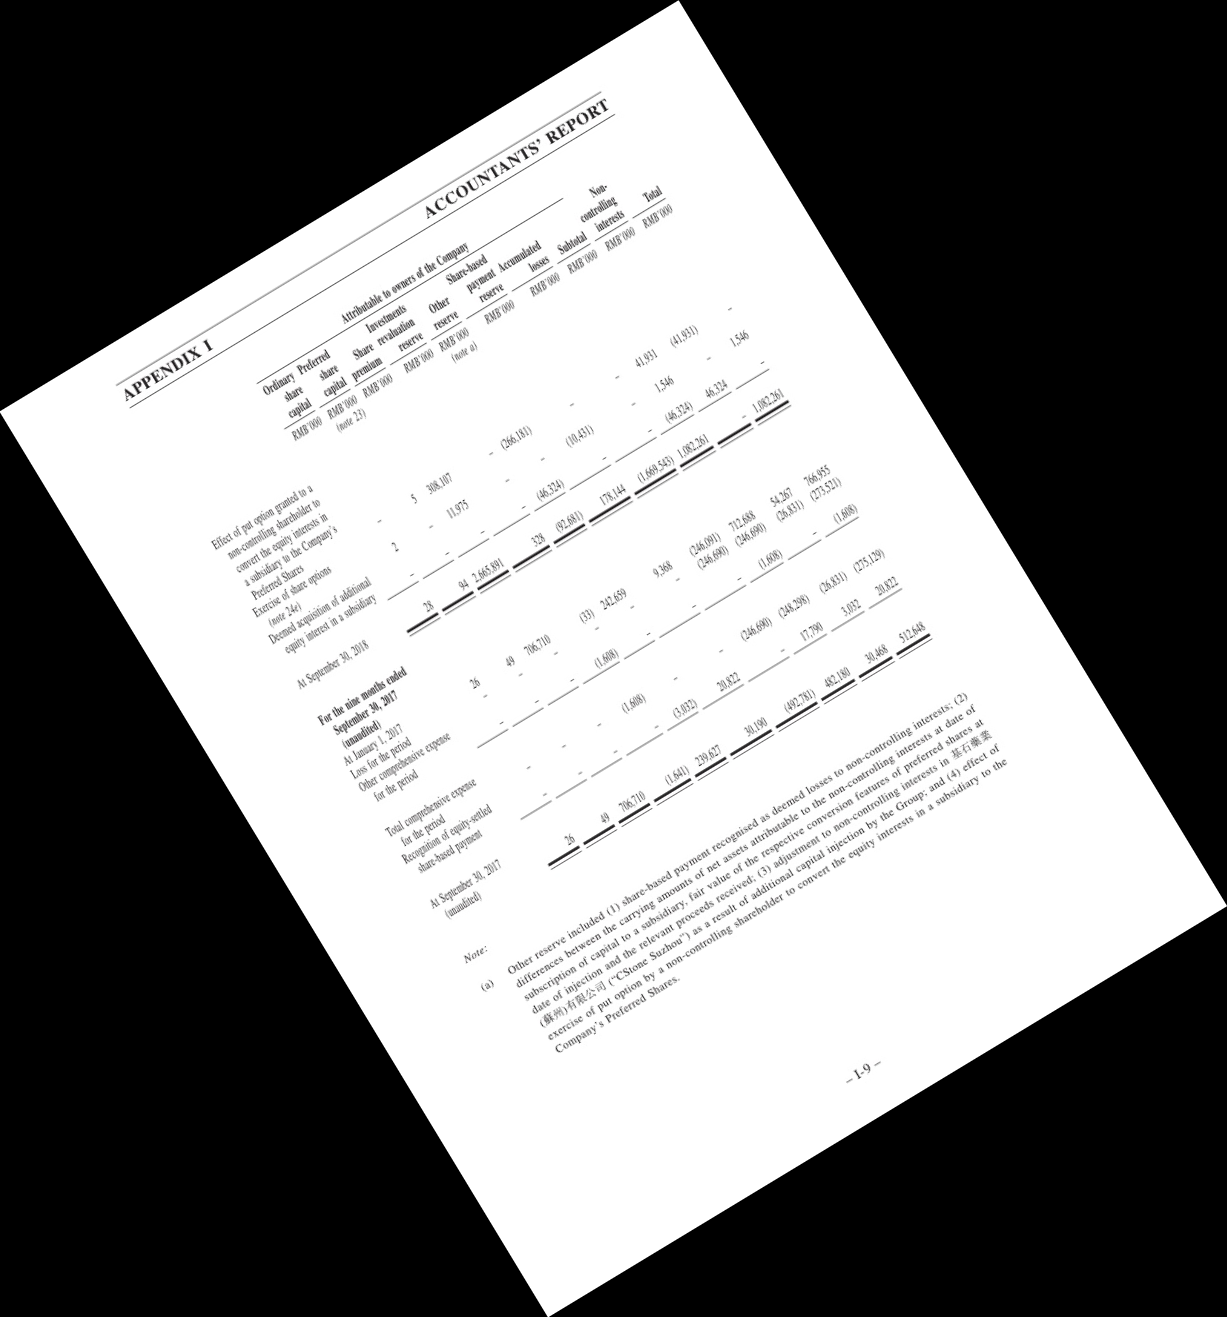 APPENDIX I ACCOUNTANTS' REPORT
Attributable to owners of the Company
Ordinary share capital Preferred share capital Share premium Investments revaluation reserve Other reserve Share-based payment reserve Accumulated losses Subtotal Non-controlling interests Total
RMB'000 RMB'000 RMB'000 RMB'000 RMB'000 RMB'000 RMB'000 RMB'000 RMB'000 RMB'000
(note 23) (note a)
Effect of put option granted to a
non-controlling shareholder to
convert the equity interests in
a subsidiary to the Company's
Preferred Shares – 5 308,107 – (266,181) – – 41,931 (41,931) –
Exercise of share options
(note 24e) 2 – 11,975 – – (10,431) – 1,546 – 1,546
Deemed acquisition of additional
equity interest in a subsidiary – – – – (46,324) – – (46,324) 46,324 –
At September 30, 2018 28 94 2,665,891 328 (92,681) 178,144 (1,669,543) 1,082,261 – 1,082,261
For the nine months ended
September 30, 2017
(unaudited)
At January 1, 2017 26 49 706,710 (33) 242,659 9,368 (246,091) 712,688 54,267 766,955
Loss for the period – – – – – – (246,690) (246,690) (26,831) (273,521)
Other comprehensive expense
for the period – – – (1,608) – – – (1,608) – (1,608)
Total comprehensive expense
for the period – – – (1,608) – – (246,690) (248,298) (26,831) (275,129)
Recognition of equity-settled
share-based payment – – – – (3,032) 20,822 – 17,790 3,032 20,822
At September 30, 2017
(unaudited) 26 49 706,710 (1,641) 239,627 30,190 (492,781) 482,180 30,468 512,648
Note:
(a) Other reserve included (1) share-based payment recognised as deemed losses to non-controlling interests; (2)
differences between the carrying amounts of net assets attributable to the non-controlling interests at date of
subscription of capital to a subsidiary, fair value of the respective conversion features of preferred shares at
date of injection and the relevant proceeds received; (3) adjustment to non-controlling interests in 基石藥業
(蘇州)有限公司 (“CStone Suzhou”) as a result of additional capital injection by the Group; and (4) effect of
exercise of put option by a non-controlling shareholder to convert the equity interests in a subsidiary to the
Company's Preferred Shares.
– I-9 –